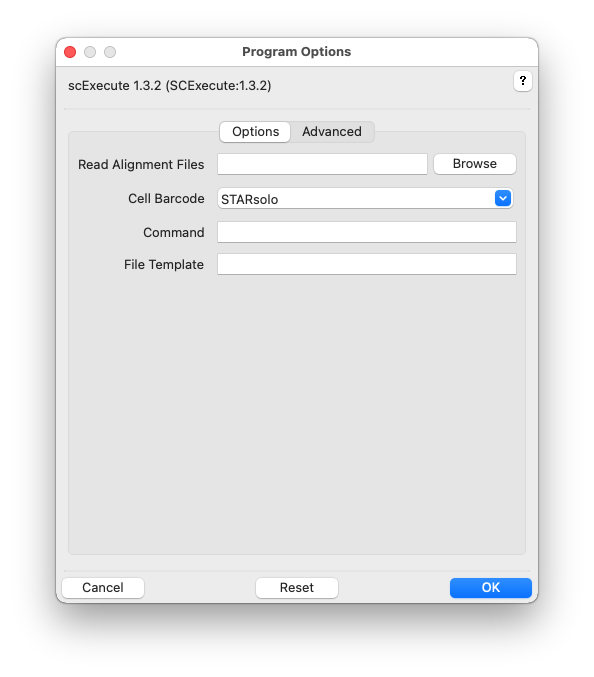 Program Options
scExecute 1.3.2 (SCExecute:1.3.2)
?
Options Advanced
Read Alignment Files Browse
Cell Barcode STARsolo
Command
File Template
Cancel Reset OK